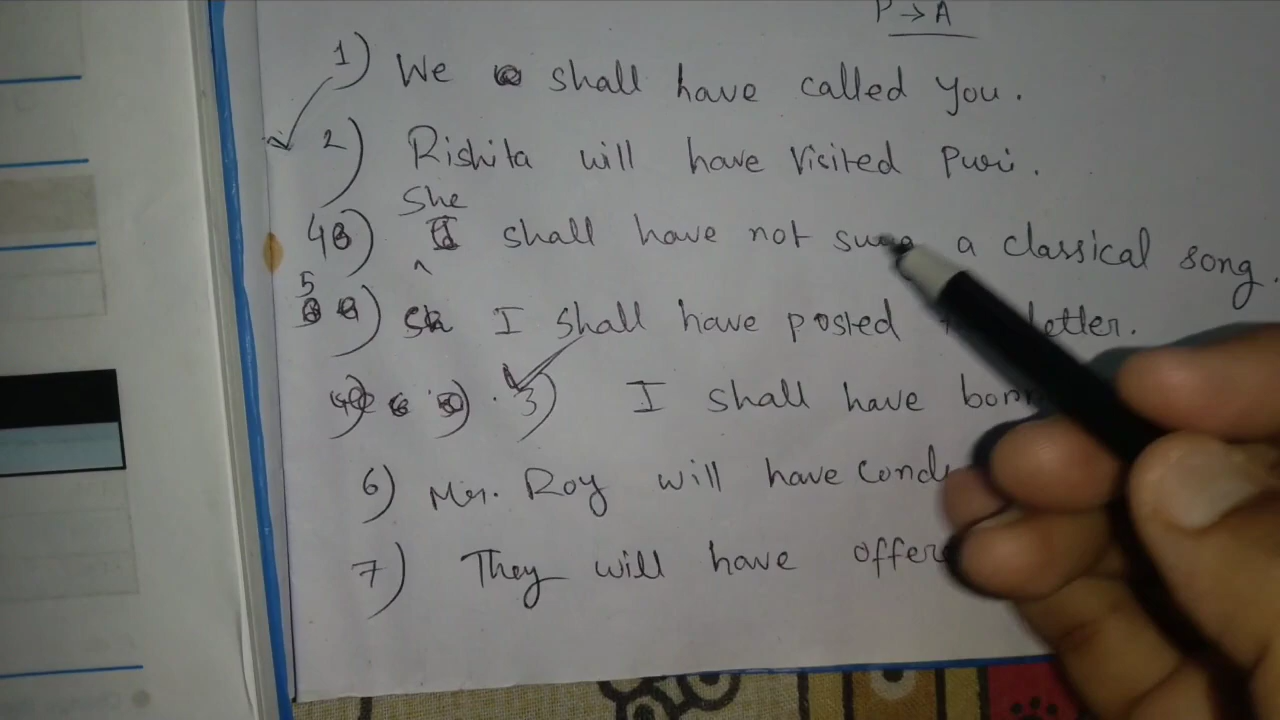 P → A
1) We shall have called you.
2) Rishita will have visited Puri.
She
4) shall have not sung a classical song.
5) I shall have posted letter.
3) I shall have
6) Mr. Roy will have
7) They will have